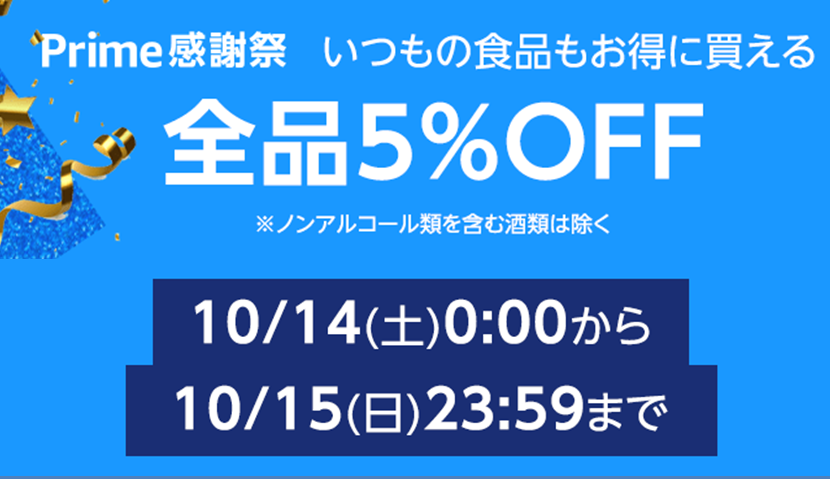 Prime感謝祭 いつもの食品もお得に買える
全品5%OFF
※ノンアルコール類を含む酒類は除く
10/14(土)0:00から
10/15(日)23:59まで